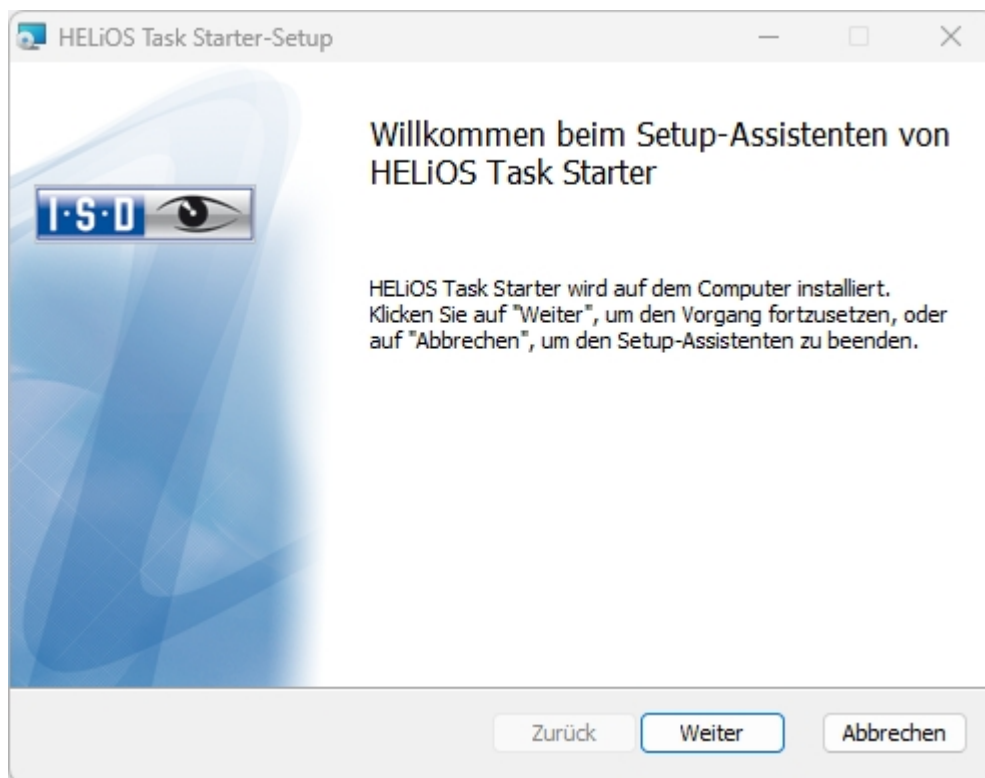 HELiOS Task Starter-Setup
Willkommen beim Setup-Assistenten von
HELiOS Task Starter
I·S·D
HELiOS Task Starter wird auf dem Computer installiert.
Klicken Sie auf "Weiter", um den Vorgang fortzusetzen, oder
auf "Abbrechen", um den Setup-Assistenten zu beenden.
Zurück
Weiter
Abbrechen